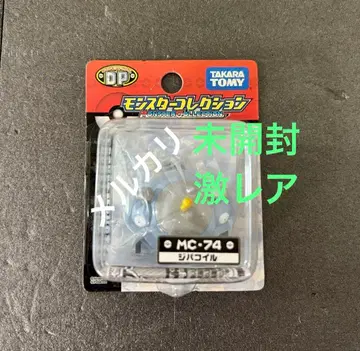 DP
TAKARA
TOMY
モンスターコレクション
メルカリ
未開封
激レア
MC・74
ジバコイル